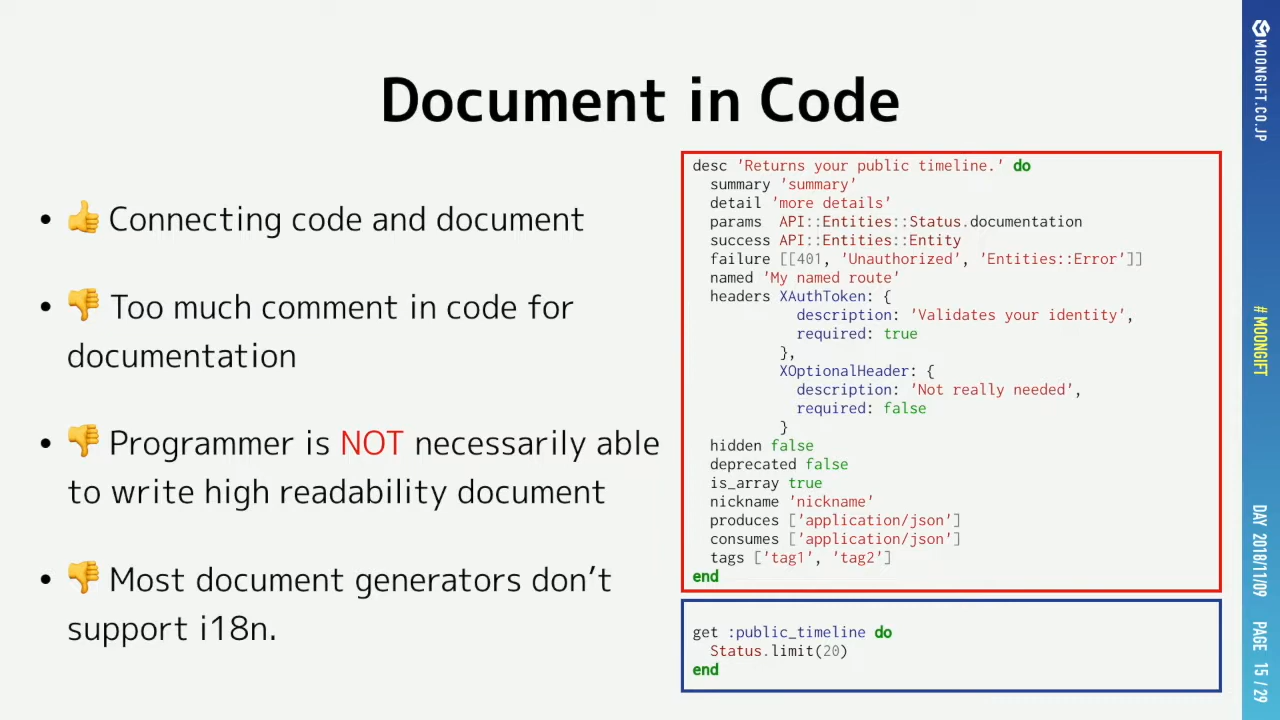 Document in Code
• 👍 Connecting code and document
• 👎 Too much comment in code for
documentation
• 👎 Programmer is NOT necessarily able
to write high readability document
• 👎 Most document generators don’t
support i18n.
desc 'Returns your public timeline.' do
  summary 'summary'
  detail 'more details'
  params  API::Entities::Status.documentation
  success API::Entities::Entity
  failure [[401, 'Unauthorized', 'Entities::Error']]
  named 'My named route'
  headers XAuthToken: {
            description: 'Validates your identity',
            required: true
          },
          XOptionalHeader: {
            description: 'Not really needed',
            required: false
          }
  hidden false
  deprecated false
  is_array true
  nickname 'nickname'
  produces ['application/json']
  consumes ['application/json']
  tags ['tag1', 'tag2']
end
get :public_timeline do
  Status.limit(20)
end
MOONGIFT.CO.JP
# MOONGIFT
DAY 2018/11/09
PAGE 15 / 29